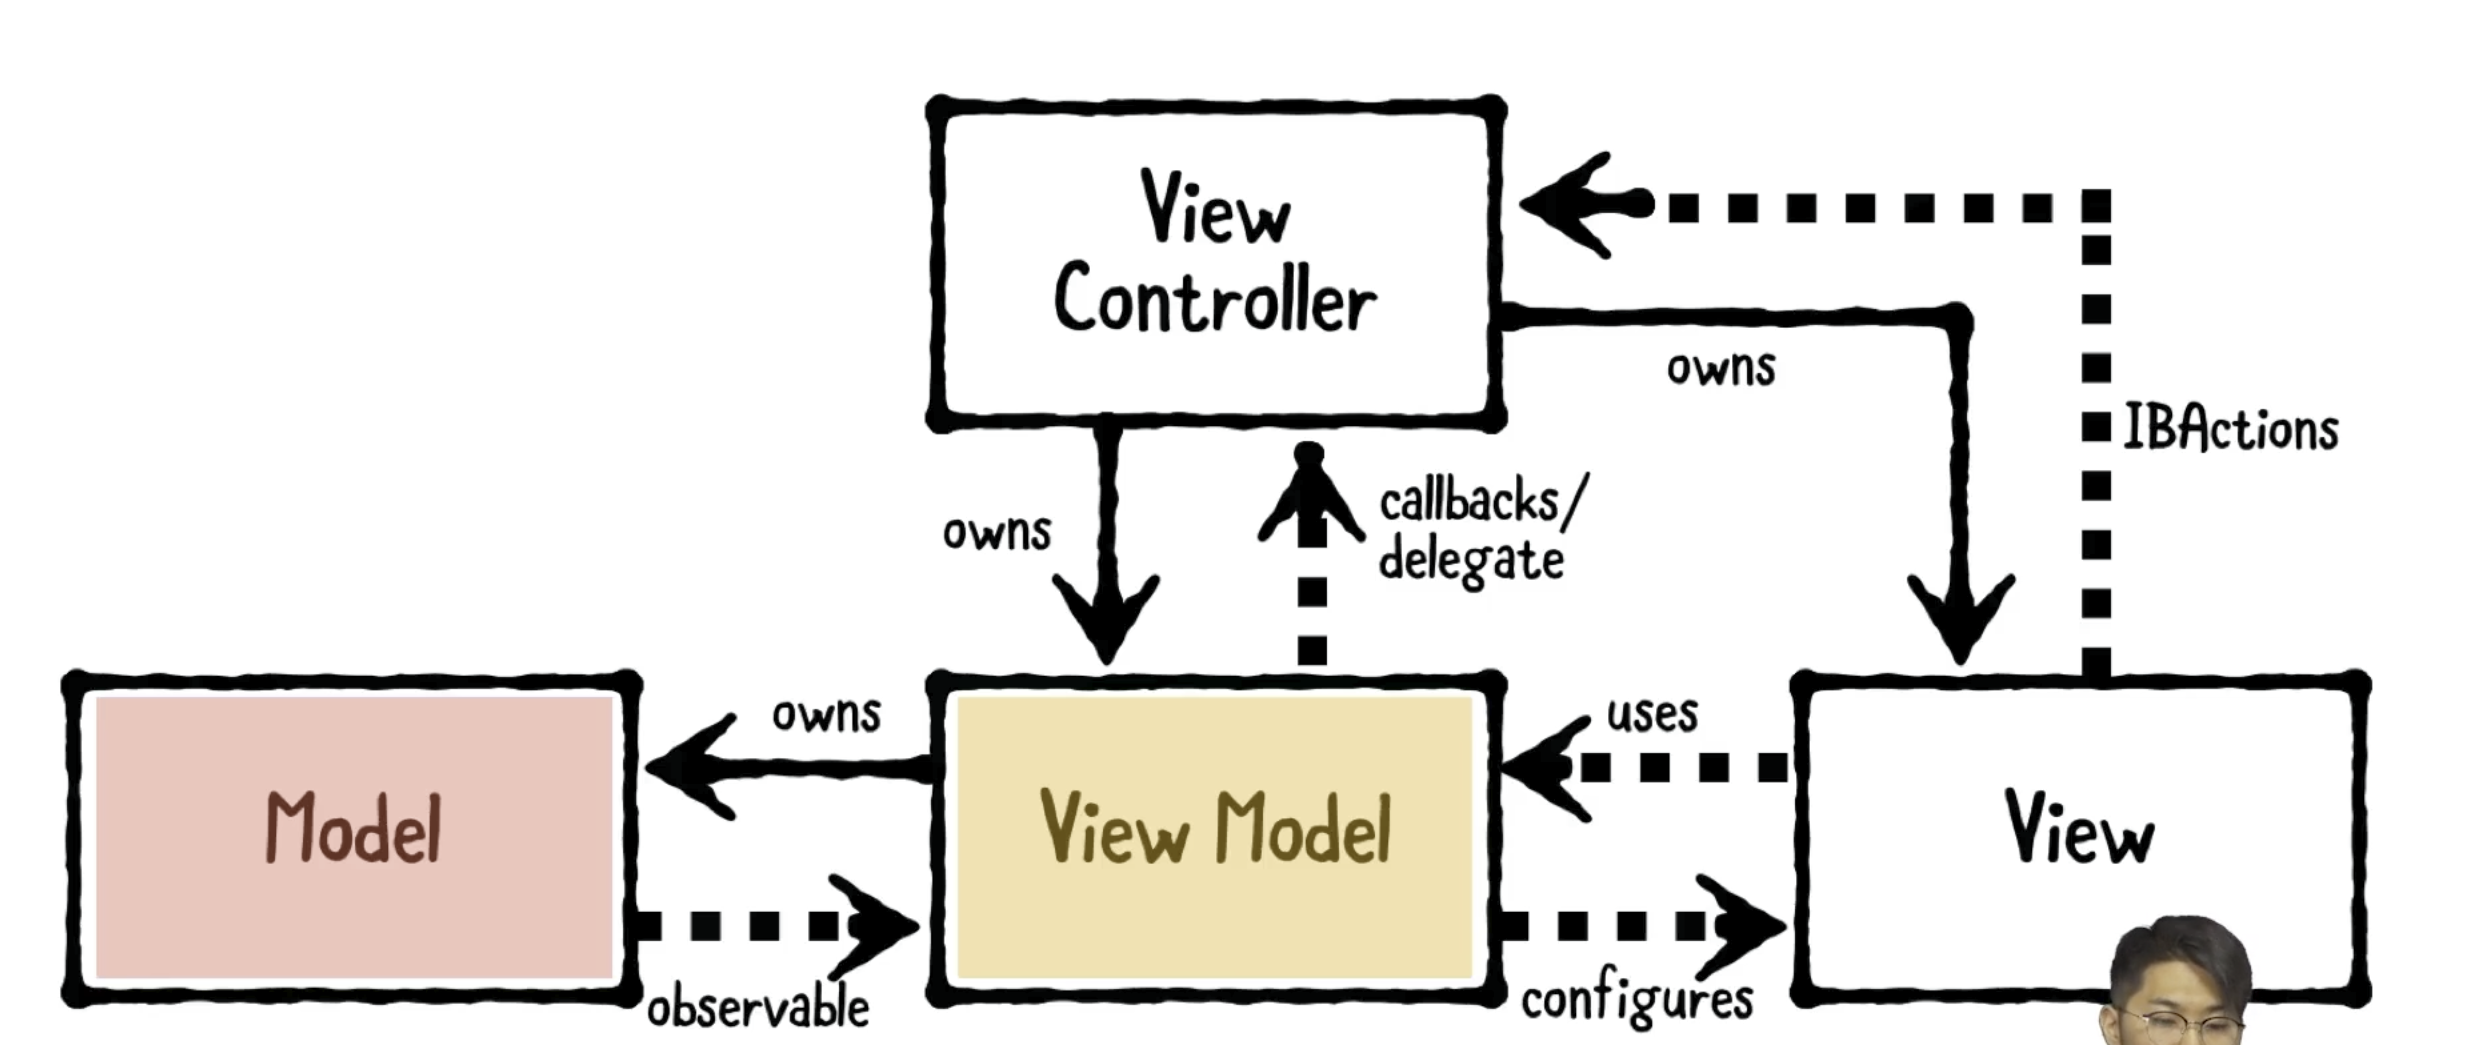 View
Controller
owns
IBActions
callbacks/
delegate
owns
owns
uses
Model
View Model
View
observable
configures